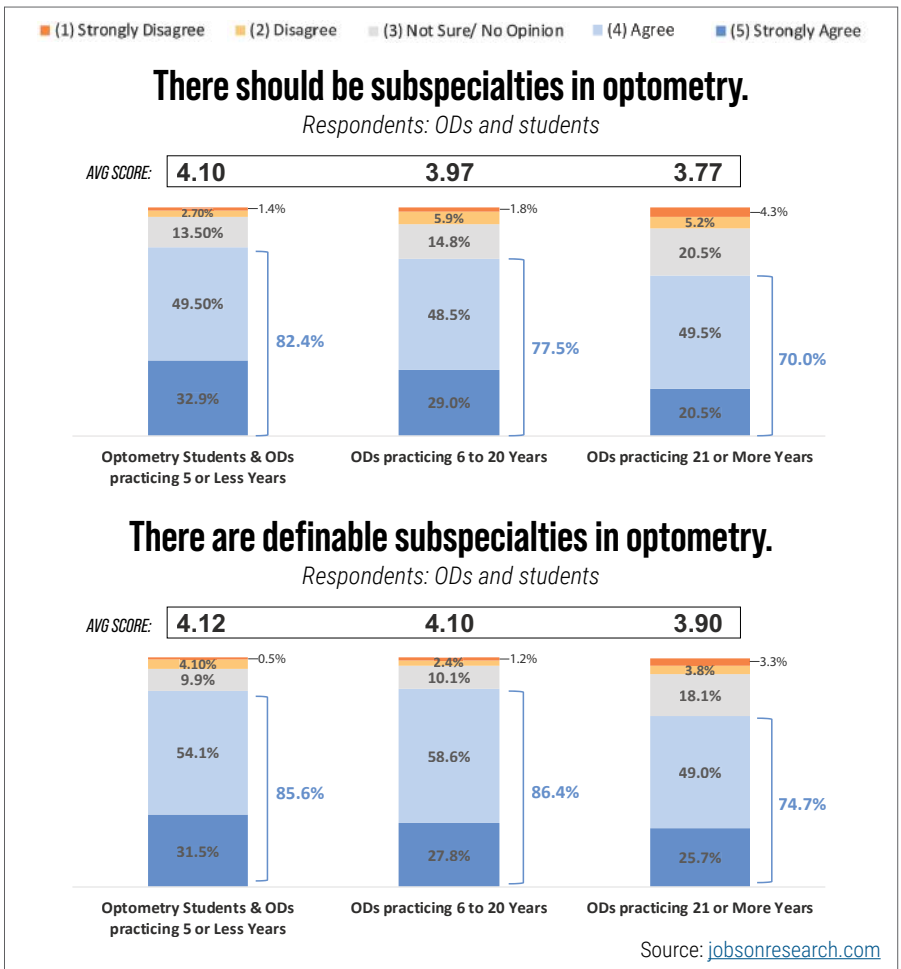 (1) Strongly Disagree (2) Disagree (3) Not Sure/ No Opinion (4) Agree (5) Strongly Agree
There should be subspecialties in optometry.
Respondents: ODs and students
AVG SCORE: 4.10 3.97 3.77
2.70% 1.4% 5.9% 1.8% 5.2% 4.3%
13.50% 14.8% 20.5%
49.50% 48.5% 49.5%
82.4% 77.5% 70.0%
32.9% 29.0% 20.5%
Optometry Students & ODs ODs practicing 6 to 20 Years ODs practicing 21 or More Years
practicing 5 or Less Years
There are definable subspecialties in optometry.
Respondents: ODs and students
AVG SCORE: 4.12 4.10 3.90
4.10% 0.5% 2.4% 1.2% 3.8% 3.3%
9.9% 10.1% 18.1%
54.1% 58.6% 49.0%
85.6% 86.4% 74.7%
31.5% 27.8% 25.7%
Optometry Students & ODs ODs practicing 6 to 20 Years ODs practicing 21 or More Years
practicing 5 or Less Years
Source: jobsonresearch.com